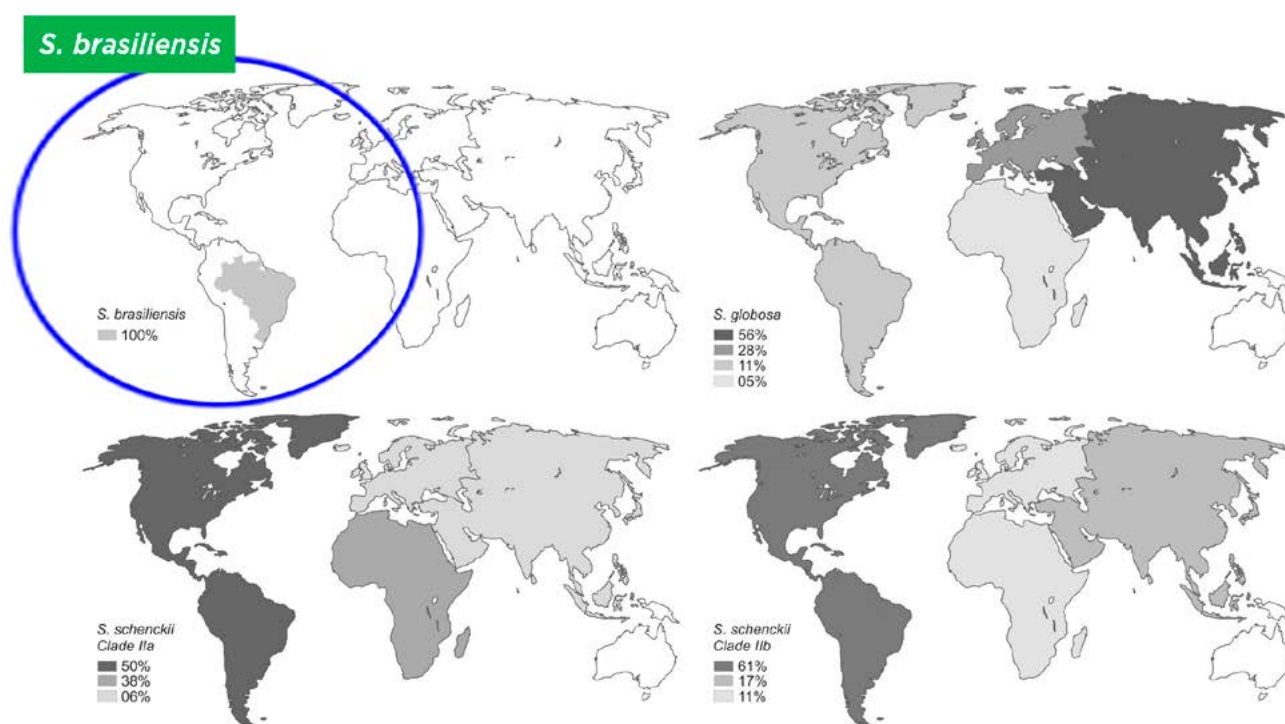 S. brasiliensis
S. brasiliensis
100%
S. globosa
56%
28%
11%
05%
S. schenckii
Clade IIa
50%
38%
06%
S. schenckii
Clade IIb
61%
17%
11%